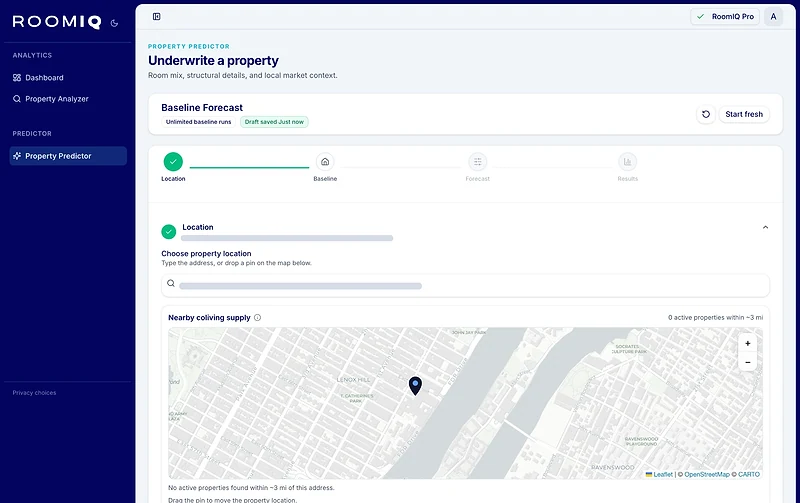 ROOMIQ
ANALYTICS
Dashboard
Property Analyzer
PREDICTOR
Property Predictor
Privacy choices
RoomIQ Pro
A
PROPERTY PREDICTOR
Underwrite a property
Room mix, structural details, and local market context.
Baseline Forecast
Unlimited baseline runs
Draft saved Just now
Start fresh
Location
Baseline
Forecast
Results
Location
Choose property location
Type the address, or drop a pin on the map below.
Nearby coliving supply
0 active properties within ~3 mi
JOHN JAY PARK
SOCRATES
SCULPTURE PARK
LENOX HILL
T. CATHERINE'S
PARK
RAVENSWOOD
PLAYGROUND
RAVENSWOOD
+
−
Leaflet | © OpenStreetMap © CARTO
No active properties found within ~3 mi of this address.
Drag the pin to move the property location.